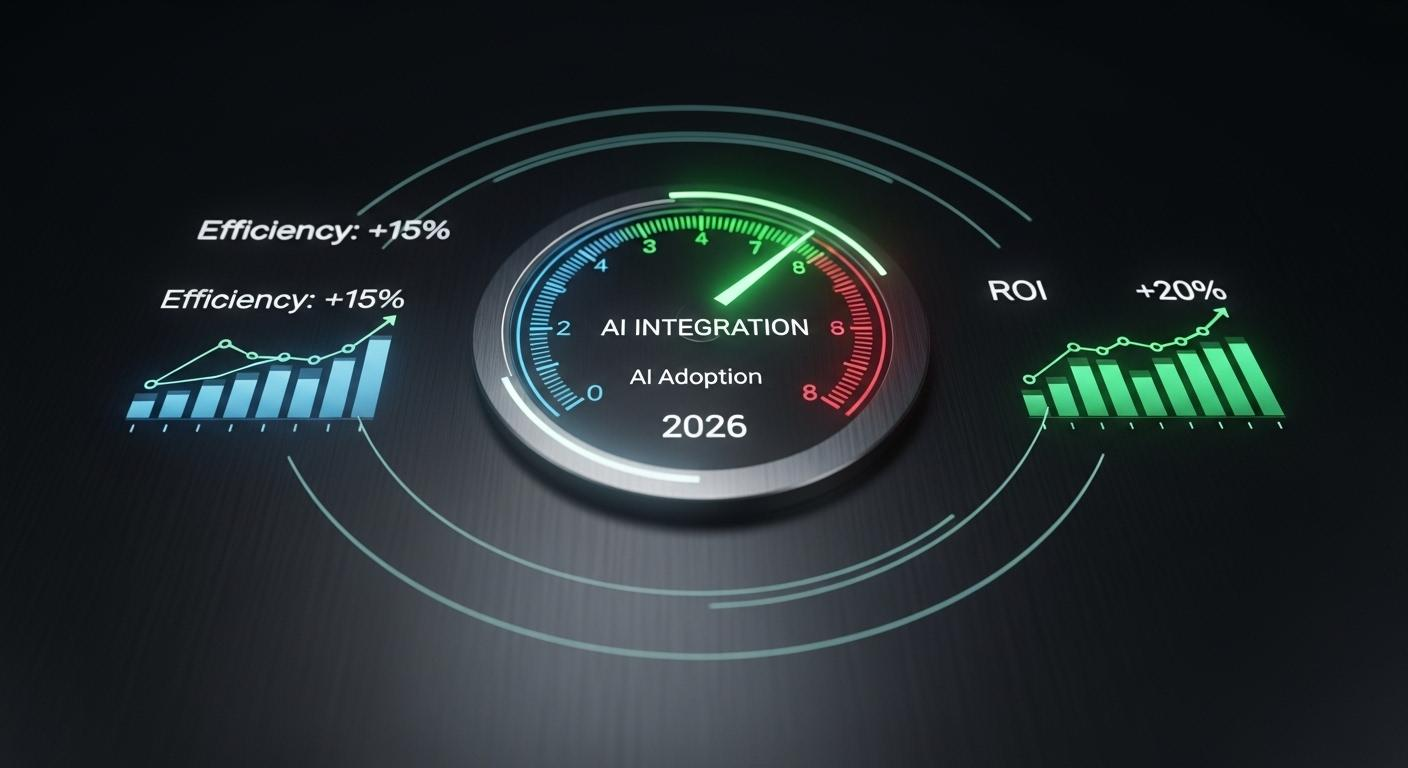 Efficiency: +15%
Efficiency: +15%
0
2
4
3
4
7
8
8
8
AI INTEGRATION
AI Adoption
2026
ROI +20%